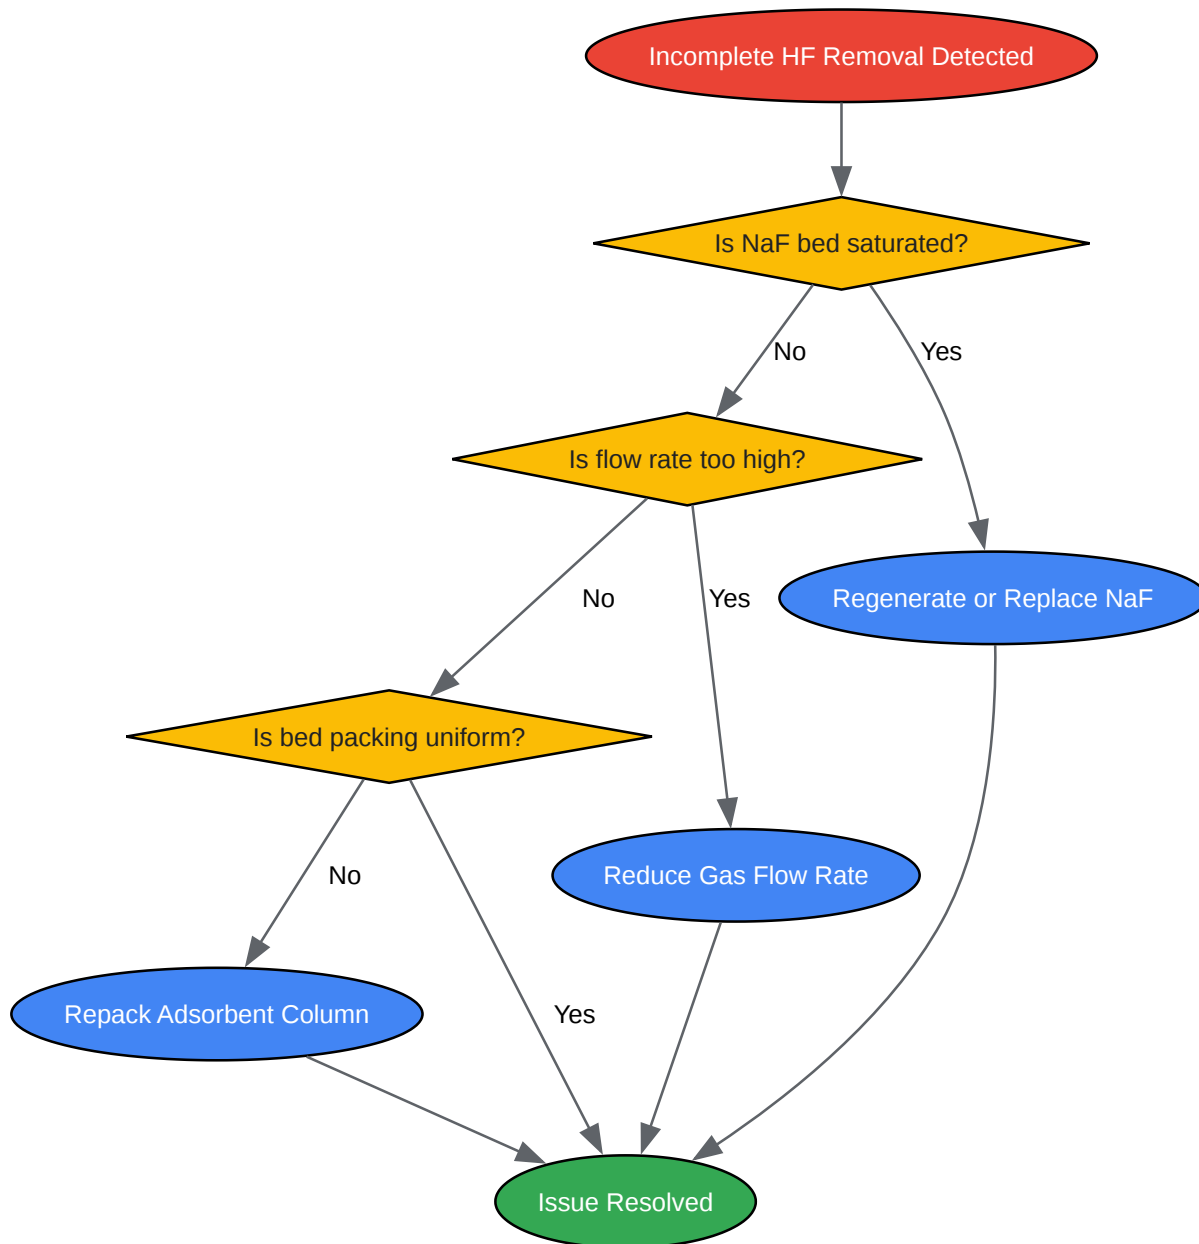 Incomplete HF Removal Detected
Is NaF bed saturated?
No
Yes
Is flow rate too high?
No
Yes
Regenerate or Replace NaF
Is bed packing uniform?
No
Reduce Gas Flow Rate
Repack Adsorbent Column
Yes
Issue Resolved